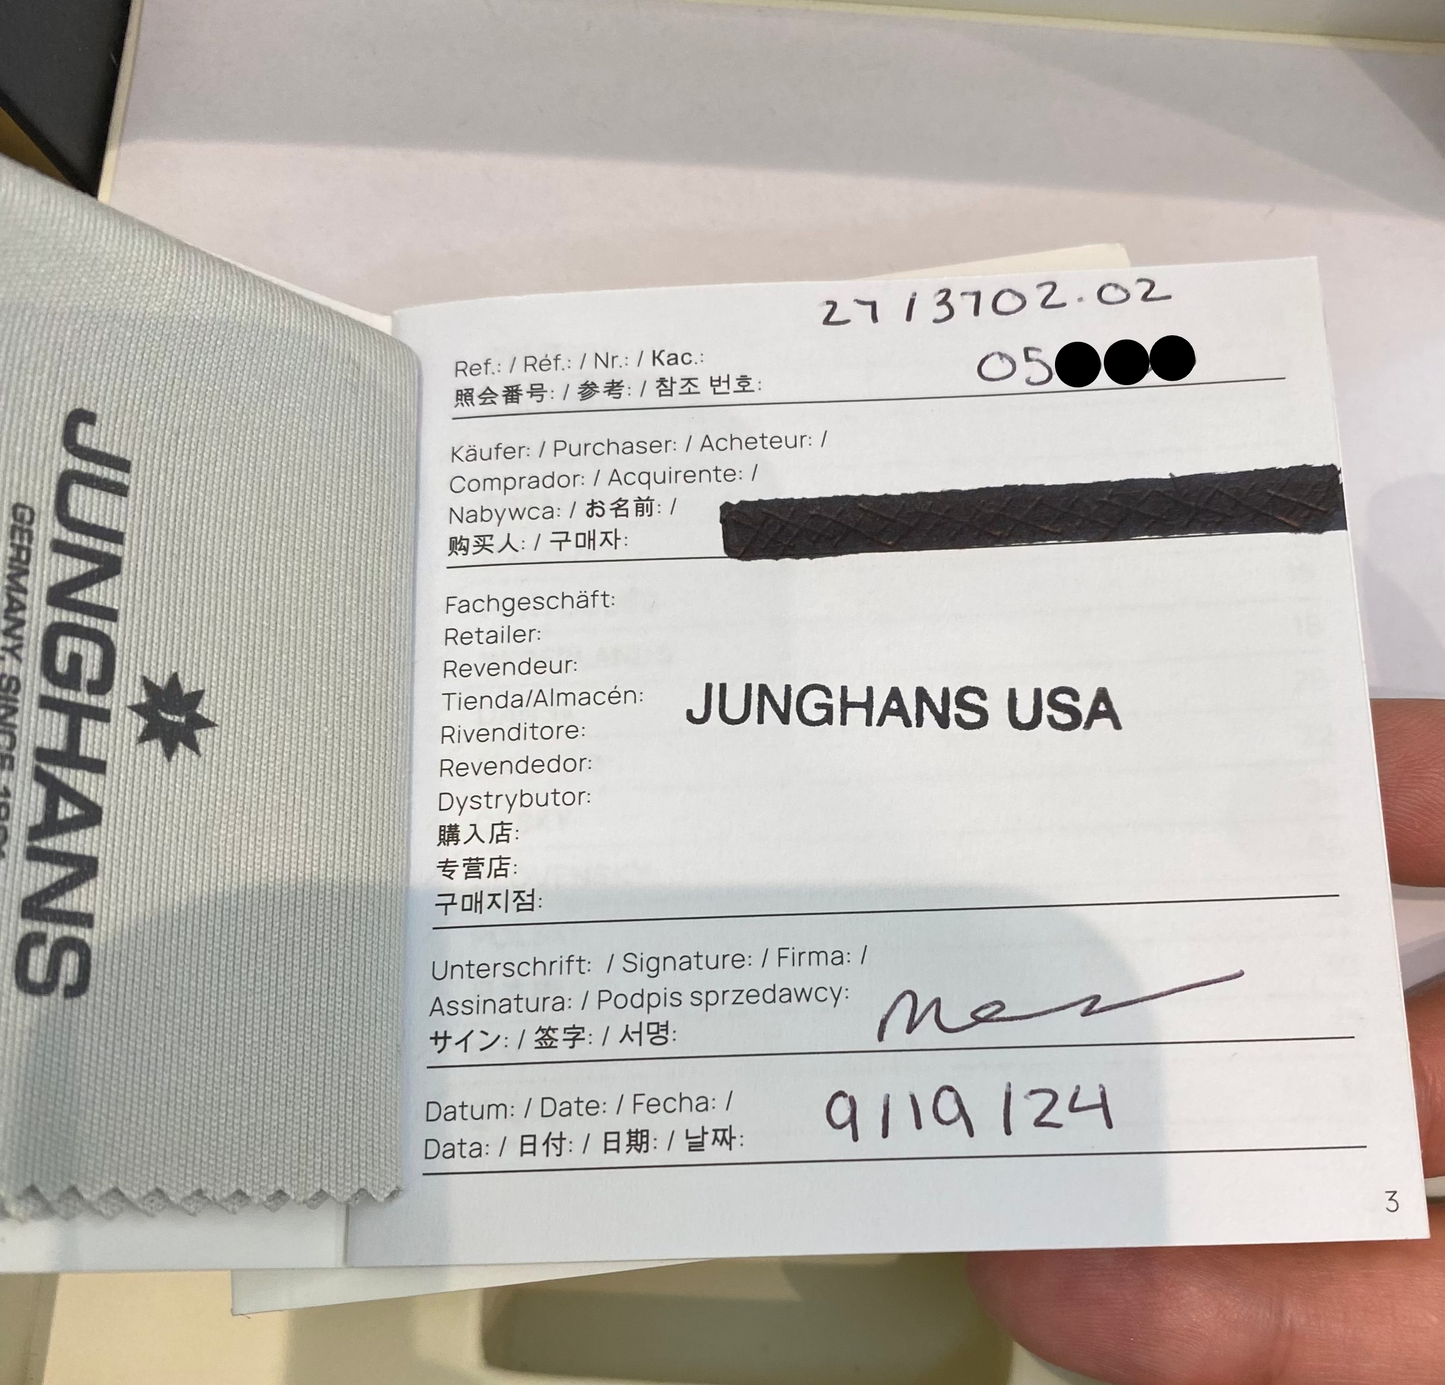 JUNGHANS
GERMANY, SINCE
27/3702.02
Ref.: / Réf.: / Nr.: / Kac.:
05
照会番号: / 参考: / 참조 번호:
Käufer: / Purchaser: / Acheteur: /
Comprador: / Acquirente: /
Nabywca: / お名前: /
购买人: / 구매자:
Fachgeschäft:
Retailer:
Revendeur:
Tienda/Almacén:
JUNGHANS USA
Rivenditore:
Revendedor:
Dystrybutor:
購入店:
专营店:
구매지점:
Unterschrift: / Signature: / Firma: /
Assinatura: / Podpis sprzedawcy:
サイン: / 签字: / 서명:
Datum: / Date: / Fecha: /
9/19/24
Data: / 日付: / 日期: / 날짜:
3